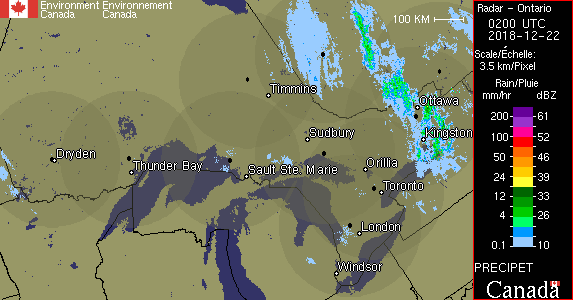 Environment Environnement
Canada Canada
100 KM
Timmins
Ottawa
Sudbury
Kingston
Dryden
Thunder Bay
Sault Ste. Marie
Orillia
Toronto
London
Windsor
Radar - Ontario
0200 UTC
2018-12-22
Scale/Échelle:
3.5 km/Pixel
Rain/Pluie
mm/hr dBZ
200 61
100 52
50 46
24 39
12 33
4 26
1 18
0.1 10
PRECIPET
Canada